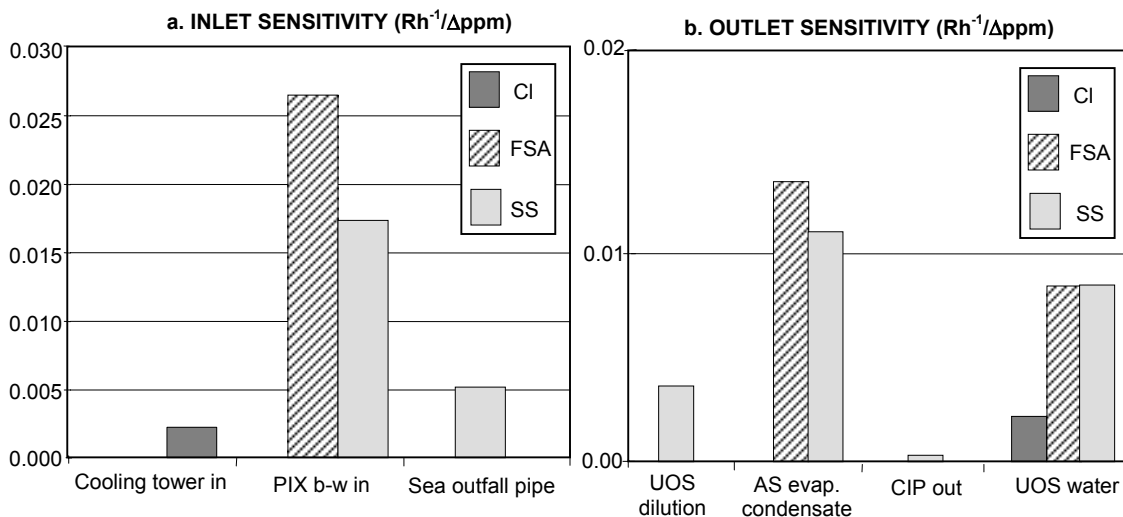 a. INLET SENSITIVITY (Rh⁻¹/Δppm)
0.030
0.025
0.020
0.015
0.010
0.005
0.000
Cl
FSA
SS
Cooling tower in
PIX b-w in
Sea outfall pipe
b. OUTLET SENSITIVITY (Rh⁻¹/Δppm)
0.02
0.01
0.00
Cl
FSA
SS
UOS
dilution
AS evap.
condensate
CIP out
UOS water